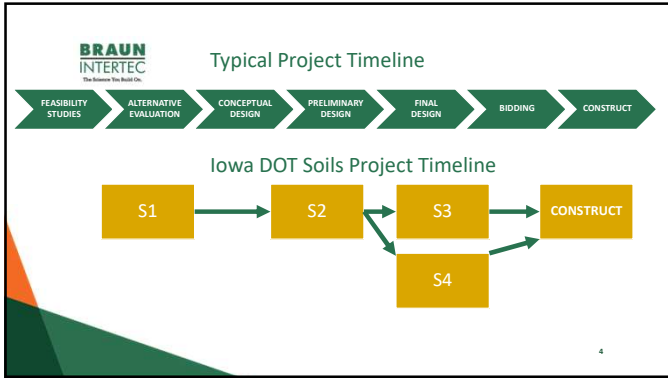 BRAUN
INTERTEC
The Science You Build On.
Typical Project Timeline
FEASIBILITY
STUDIES
ALTERNATIVE
EVALUATION
CONCEPTUAL
DESIGN
PRELIMINARY
DESIGN
FINAL
DESIGN
BIDDING
CONSTRUCT
Iowa DOT Soils Project Timeline
S1
S2
S3
CONSTRUCT
S4
4